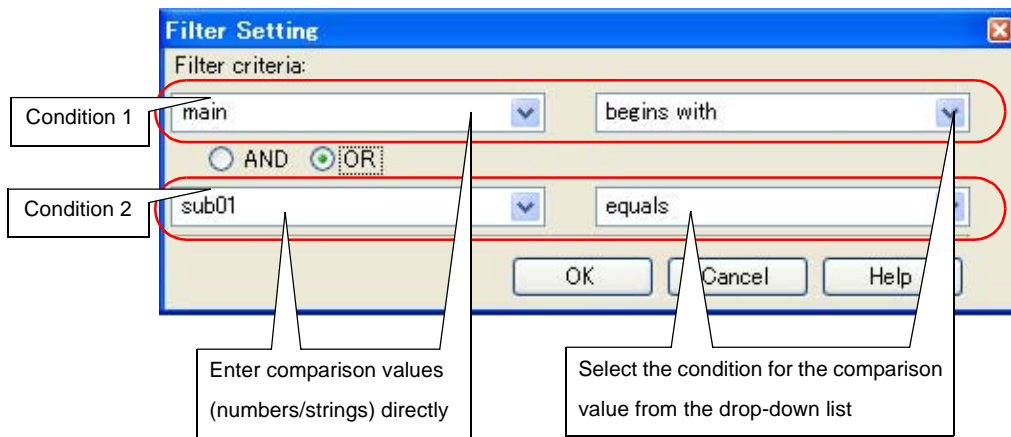 Filter Setting
Filter criteria:
Condition 1
main
begins with
AND
OR
Condition 2
sub01
equals
OK
Cancel
Help
Enter comparison values
(numbers/strings) directly
Select the condition for the comparison
value from the drop-down list